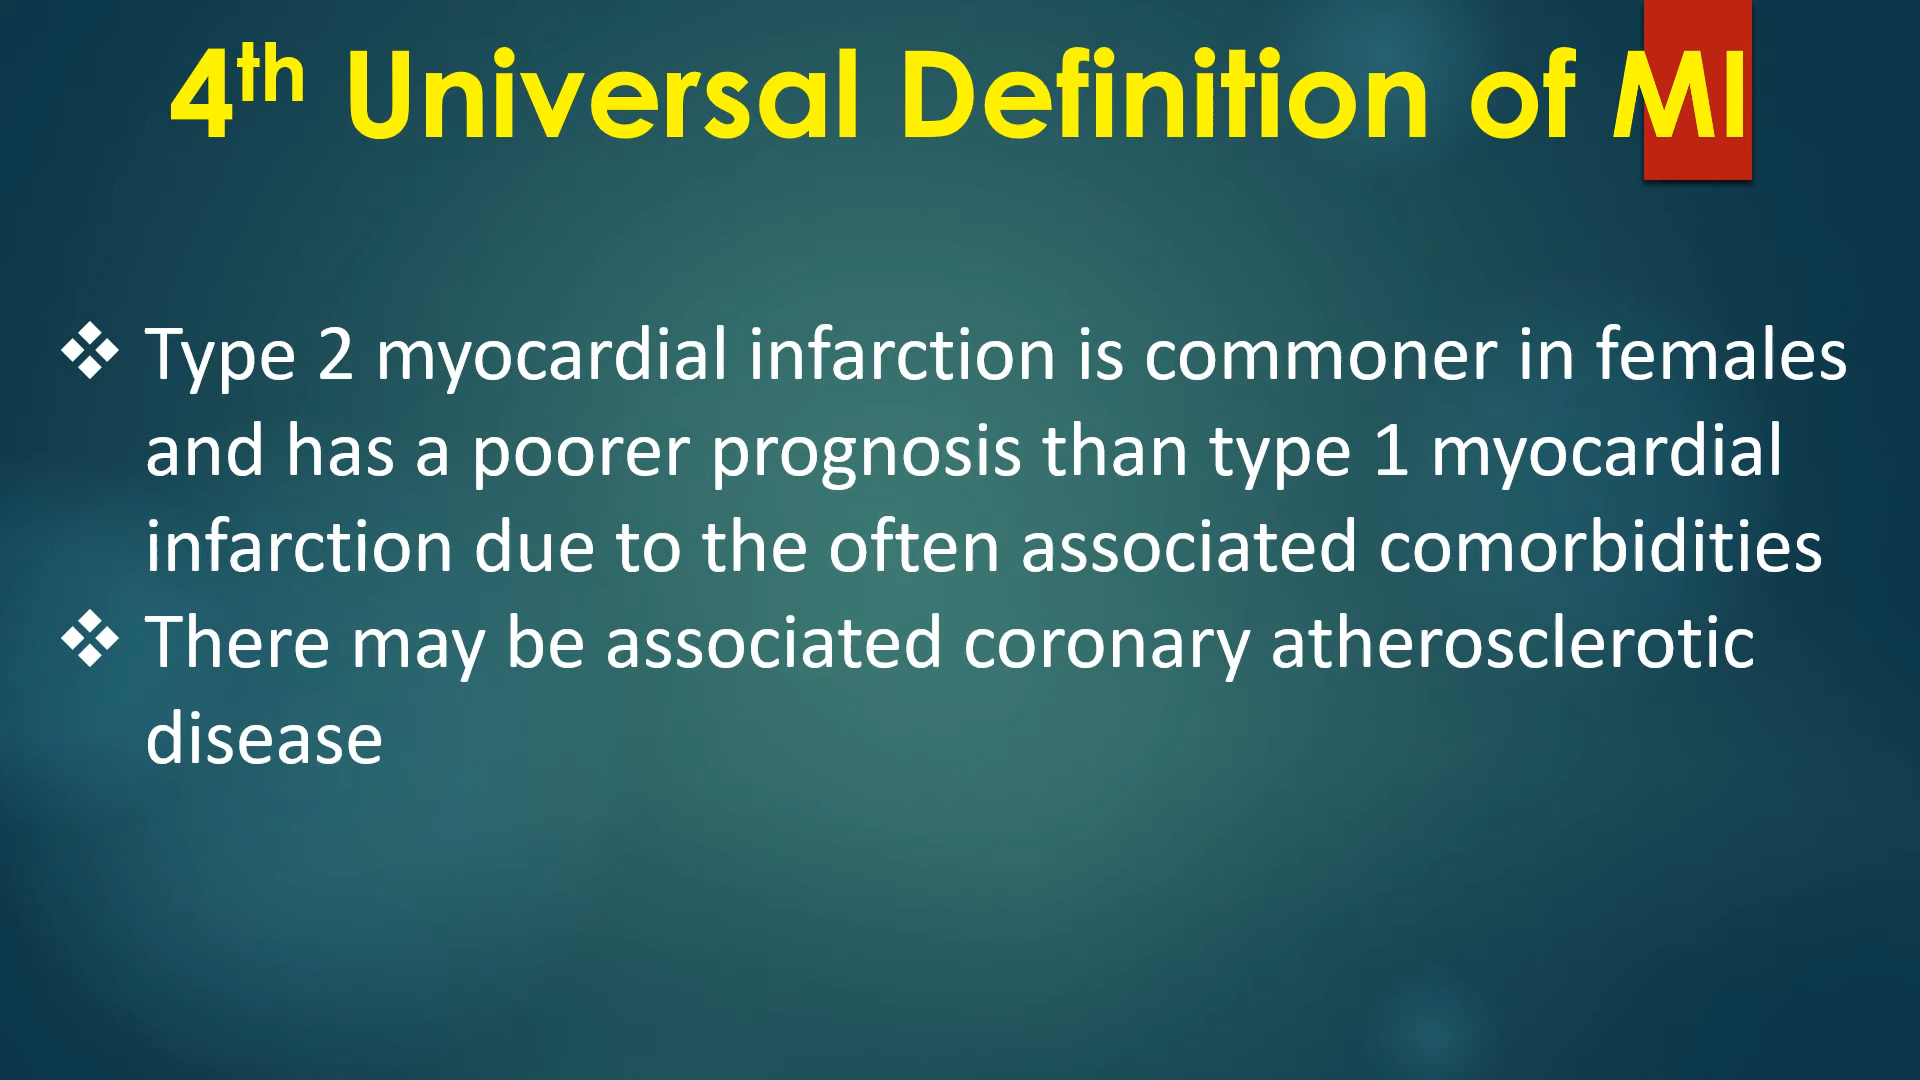 4th Universal Definition of MI
❖ Type 2 myocardial infarction is commoner in females
and has a poorer prognosis than type 1 myocardial
infarction due to the often associated comorbidities
❖ There may be associated coronary atherosclerotic
disease